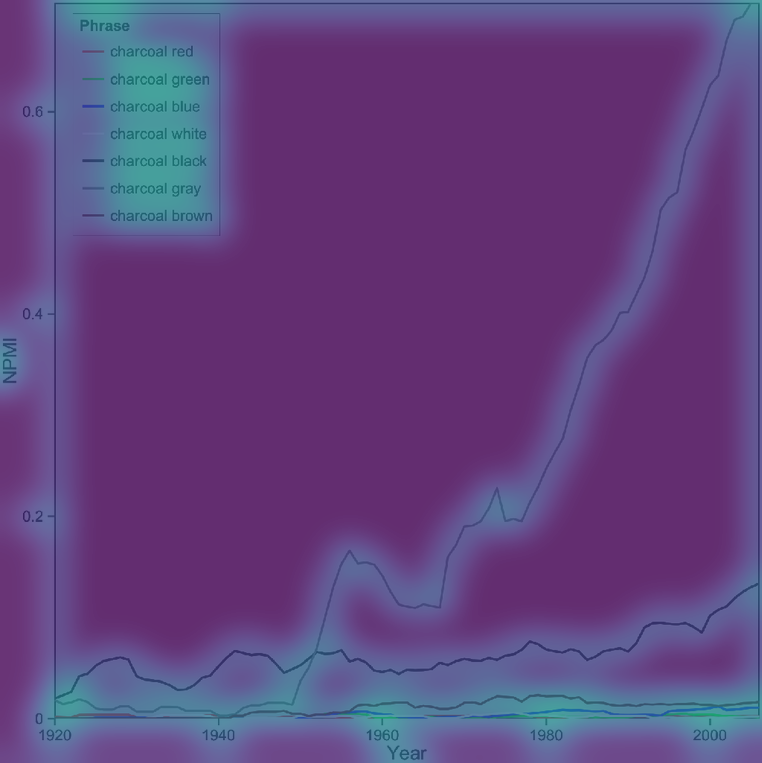 Phrase
charcoal red
charcoal green
charcoal blue
charcoal white
charcoal black
charcoal gray
charcoal brown
0.6
0.4
NPMI
0.2
0
1920 1940 1960 1980 2000
Year